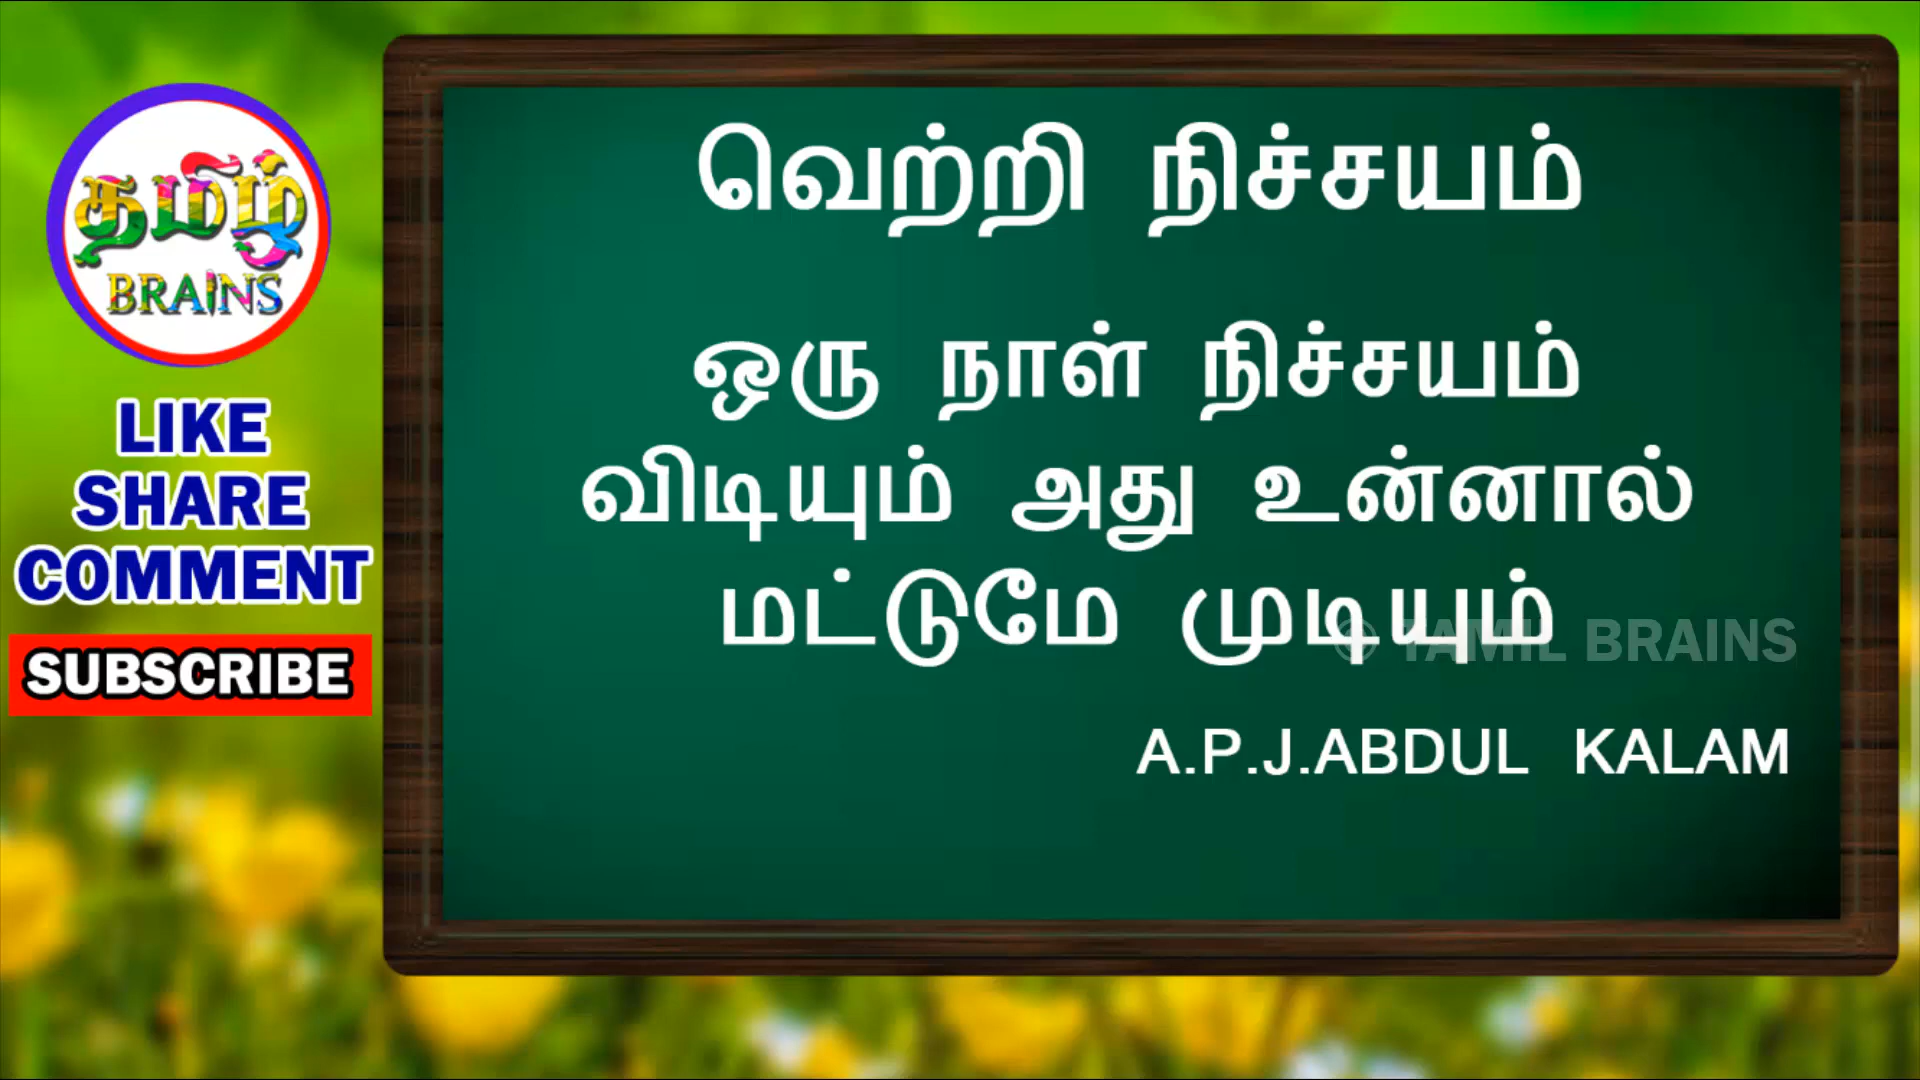 தமிழ்
BRAINS
LIKE
SHARE
COMMENT
SUBSCRIBE
வெற்றி நிச்சயம்
ஒரு நாள் நிச்சயம்
விடியும் அது உன்னால்
மட்டுமே முடியும்
© TAMIL BRAINS
A.P.J.ABDUL KALAM